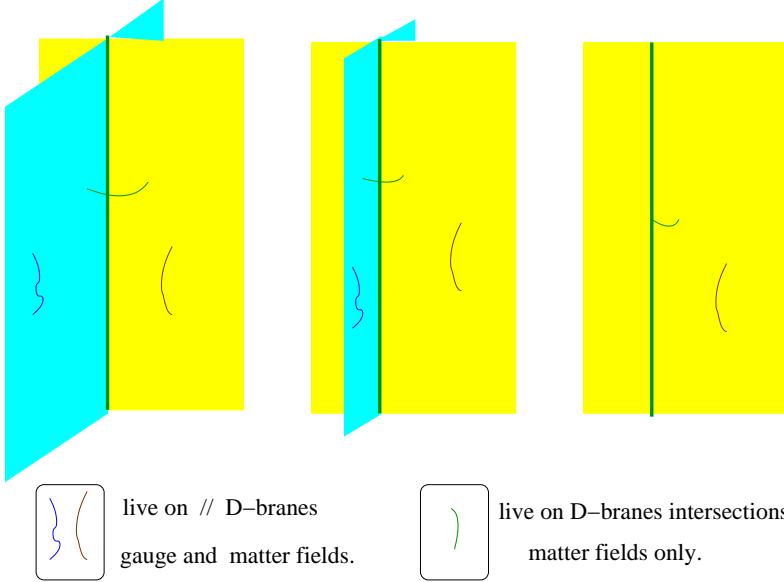 live on // D−branes
gauge and matter fields.
live on D−branes intersections
matter fields only.